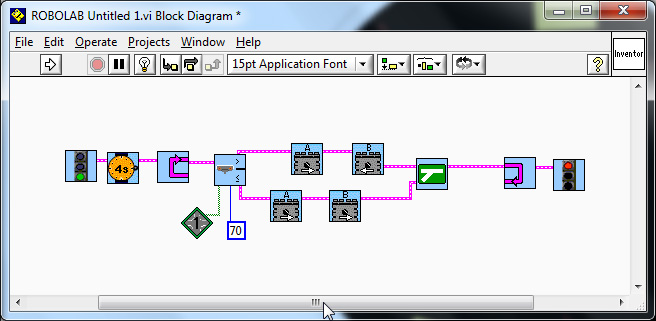 ROBOLAB Untitled 1.vi Block Diagram *
File Edit Operate Projects Window Help
15pt Application Font
?
Inventor
4s
A B
> ≤
A B
1
70